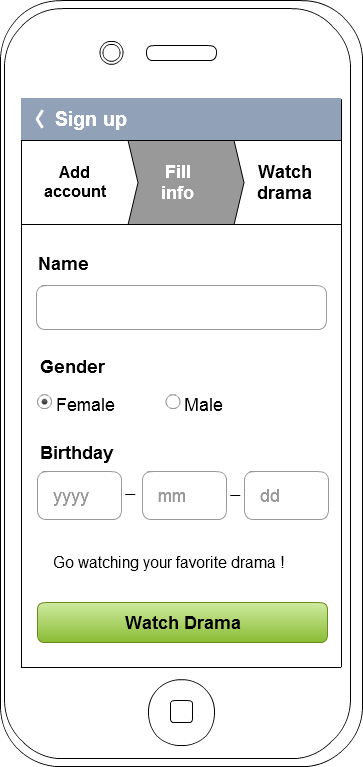 Sign up
Add account
Fill info
Watch drama
Name
Gender
Female Male
Birthday
yyyy – mm – dd
Go watching your favorite drama !
Watch Drama